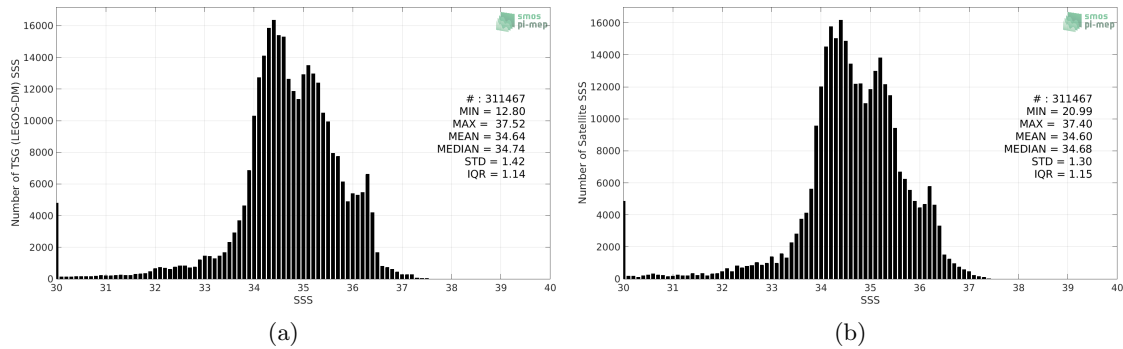 smos
pi-mep
Number of TSG (LEGOS-DM) SSS
16000
14000
12000
10000
8000
6000
4000
2000
0
# : 311467
MIN = 12.80
MAX = 37.52
MEAN = 34.64
MEDIAN = 34.74
STD = 1.42
IQR = 1.14
30 31 32 33 34 35 36 37 38 39 40
SSS
(a)
smos
pi-mep
Number of Satellite SSS
16000
14000
12000
10000
8000
6000
4000
2000
0
# : 311467
MIN = 20.99
MAX = 37.40
MEAN = 34.60
MEDIAN = 34.68
STD = 1.30
IQR = 1.15
30 31 32 33 34 35 36 37 38 39 40
SSS
(b)